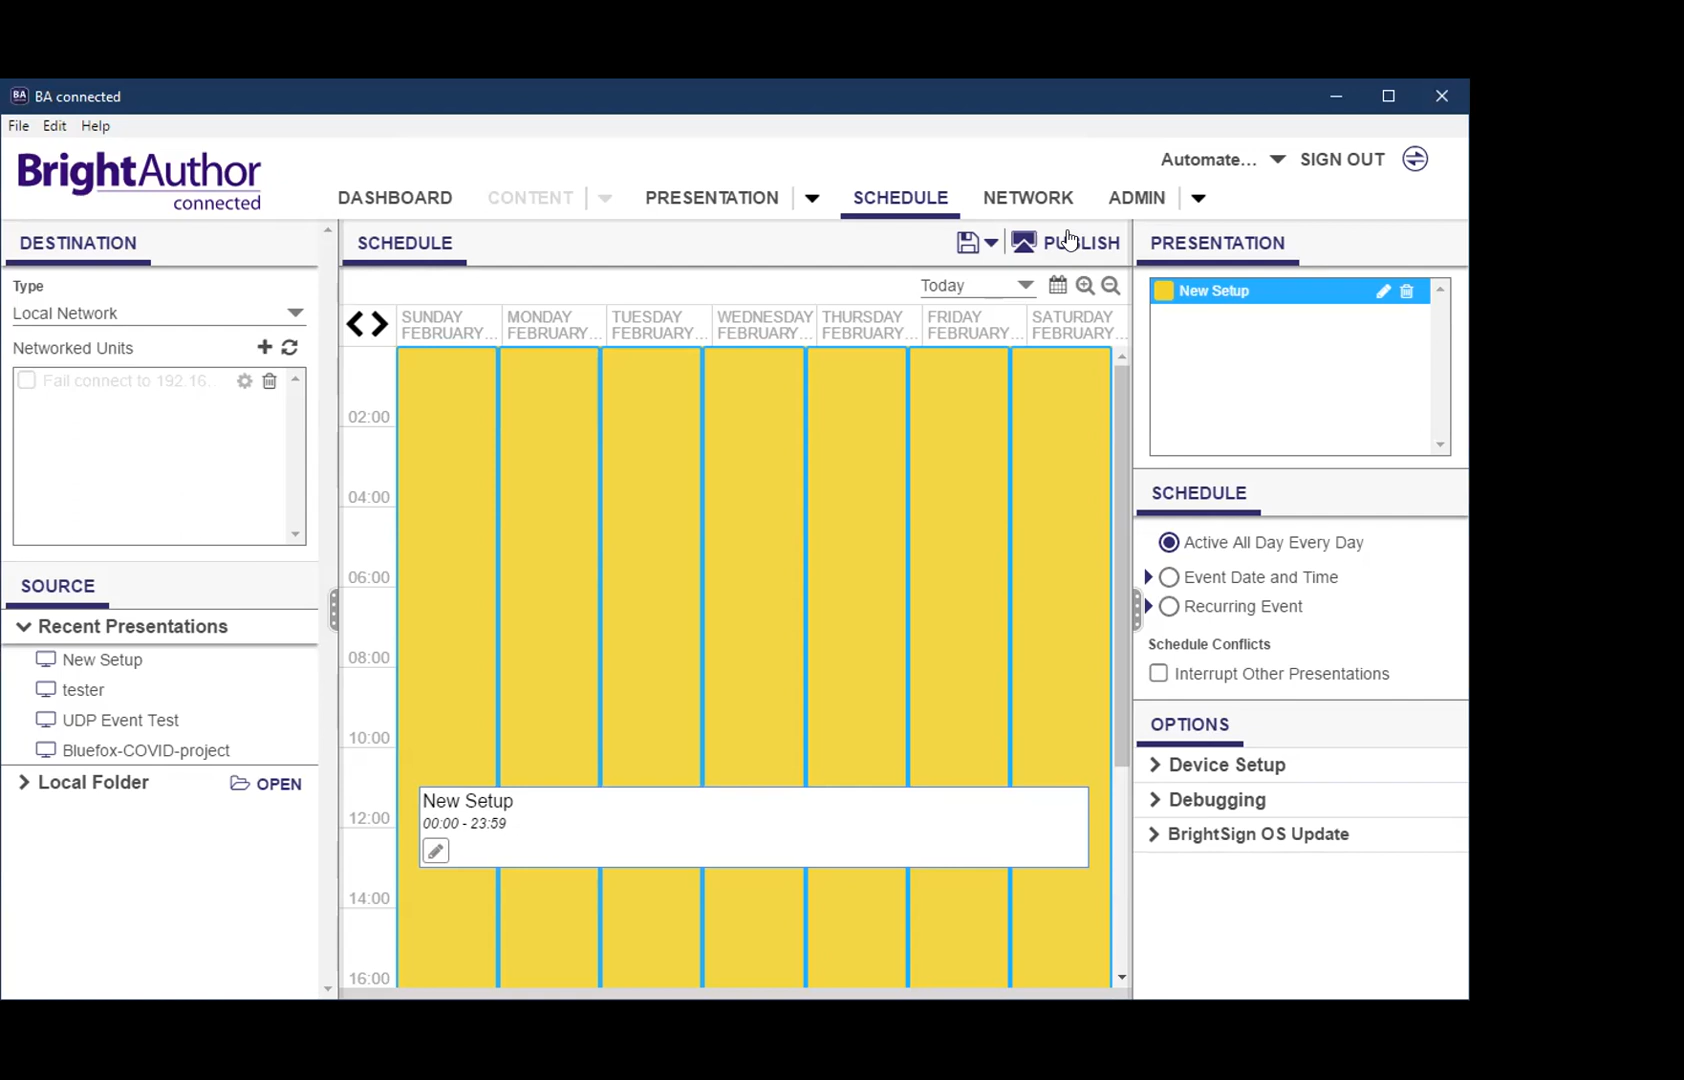 BA connected
File Edit Help
BrightAuthor
connected
Automate... SIGN OUT
DASHBOARD CONTENT PRESENTATION SCHEDULE NETWORK ADMIN
DESTINATION
Type
Local Network
Networked Units
Fail connect to 192.16...
SOURCE
Recent Presentations
New Setup
tester
UDP Event Test
Bluefox-COVID-project
Local Folder OPEN
SCHEDULE PUBLISH
Today
SUNDAY MONDAY TUESDAY WEDNESDAY THURSDAY FRIDAY SATURDAY
FEBRUARY... FEBRUARY... FEBRUARY... FEBRUARY... FEBRUARY... FEBRUARY... FEBRUARY...
02:00
04:00
06:00
08:00
10:00
New Setup
12:00 00:00 - 23:59
14:00
16:00
PRESENTATION
New Setup
SCHEDULE
Active All Day Every Day
Event Date and Time
Recurring Event
Schedule Conflicts
Interrupt Other Presentations
OPTIONS
Device Setup
Debugging
BrightSign OS Update